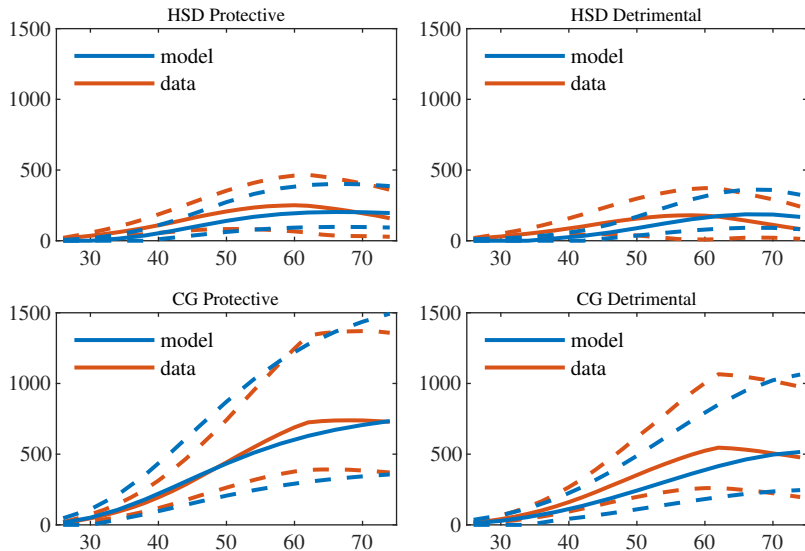 HSD Protective
1500
1000
500
0
model
data
30 40 50 60 70
HSD Detrimental
1500
1000
500
0
model
data
30 40 50 60 70
CG Protective
1500
1000
500
0
model
data
30 40 50 60 70
CG Detrimental
1500
1000
500
0
model
data
30 40 50 60 70